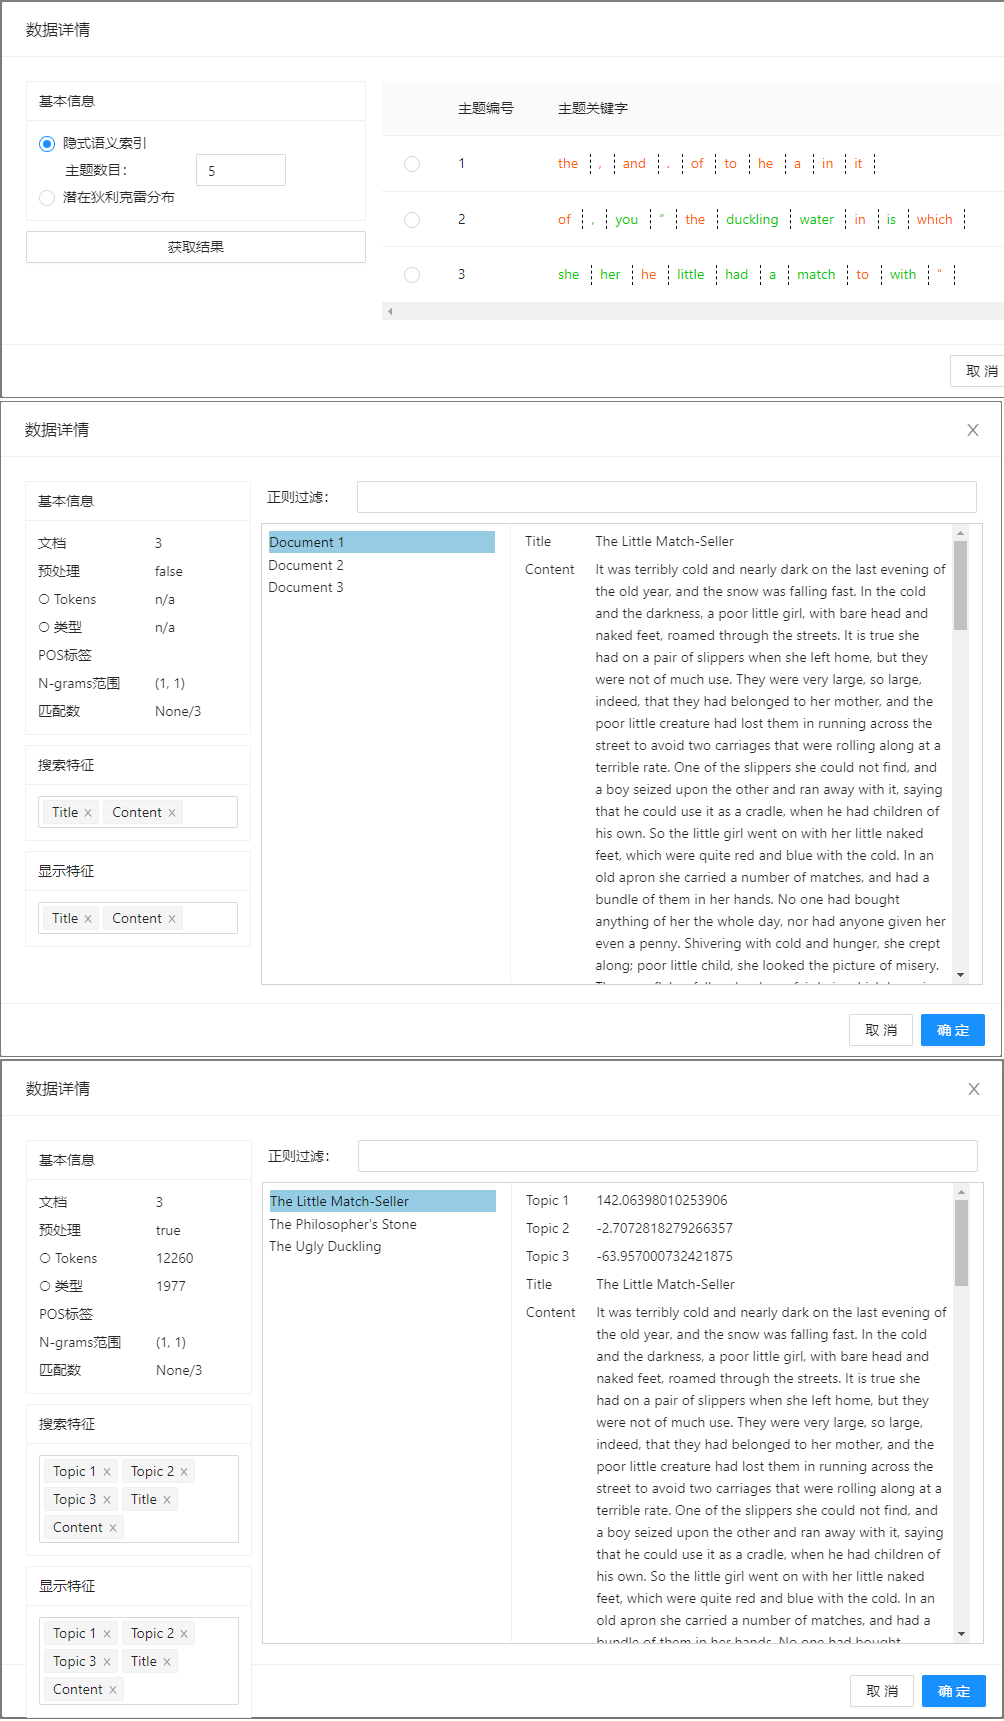 数据详情
基本信息
隐式语义索引
主题数目： 5
潜在狄利克雷分布
获取结果
主题编号 主题关键字
1 the , and . of to he a in it
2 of , you “ the duckling water in is which
3 she her he little had a match to with “
取 消
数据详情
基本信息
文档 3
预处理 false
Tokens n/a
类型 n/a
POS标签
N-grams范围 (1, 1)
匹配数 None/3
搜索特征
Title x Content x
显示特征
Title x Content x
正则过滤：
Document 1
Document 2
Document 3
Title The Little Match-Seller
Content It was terribly cold and nearly dark on the last evening of
the old year, and the snow was falling fast. In the cold
and the darkness, a poor little girl, with bare head and
naked feet, roamed through the streets. It is true she
had on a pair of slippers when she left home, but they
were not of much use. They were very large, so large,
indeed, that they had belonged to her mother, and the
poor little creature had lost them in running across the
street to avoid two carriages that were rolling along at a
terrible rate. One of the slippers she could not find, and
a boy seized upon the other and ran away with it, saying
that he could use it as a cradle, when he had children of
his own. So the little girl went on with her little naked
feet, which were quite red and blue with the cold. In an
old apron she carried a number of matches, and had a
bundle of them in her hands. No one had bought
anything of her the whole day, nor had anyone given her
even a penny. Shivering with cold and hunger, she crept
along; poor little child, she looked the picture of misery.
取 消 确 定
数据详情
基本信息
文档 3
预处理 true
Tokens 12260
类型 1977
POS标签
N-grams范围 (1, 1)
匹配数 None/3
搜索特征
Topic 1 x Topic 2 x
Topic 3 x Title x
Content x
显示特征
Topic 1 x Topic 2 x
Topic 3 x Title x
Content x
正则过滤：
The Little Match-Seller
The Philosopher's Stone
The Ugly Duckling
Topic 1 142.06398010253906
Topic 2 -2.7072818279266357
Topic 3 -63.957000732421875
Title The Little Match-Seller
Content It was terribly cold and nearly dark on the last evening of
the old year, and the snow was falling fast. In the cold
and the darkness, a poor little girl, with bare head and
naked feet, roamed through the streets. It is true she
had on a pair of slippers when she left home, but they
were not of much use. They were very large, so large,
indeed, that they had belonged to her mother, and the
poor little creature had lost them in running across the
street to avoid two carriages that were rolling along at a
terrible rate. One of the slippers she could not find, and
a boy seized upon the other and ran away with it, saying
that he could use it as a cradle, when he had children of
his own. So the little girl went on with her little naked
feet, which were quite red and blue with the cold. In an
old apron she carried a number of matches, and had a
bundle of them in her hands. No one had bought
取 消 确 定